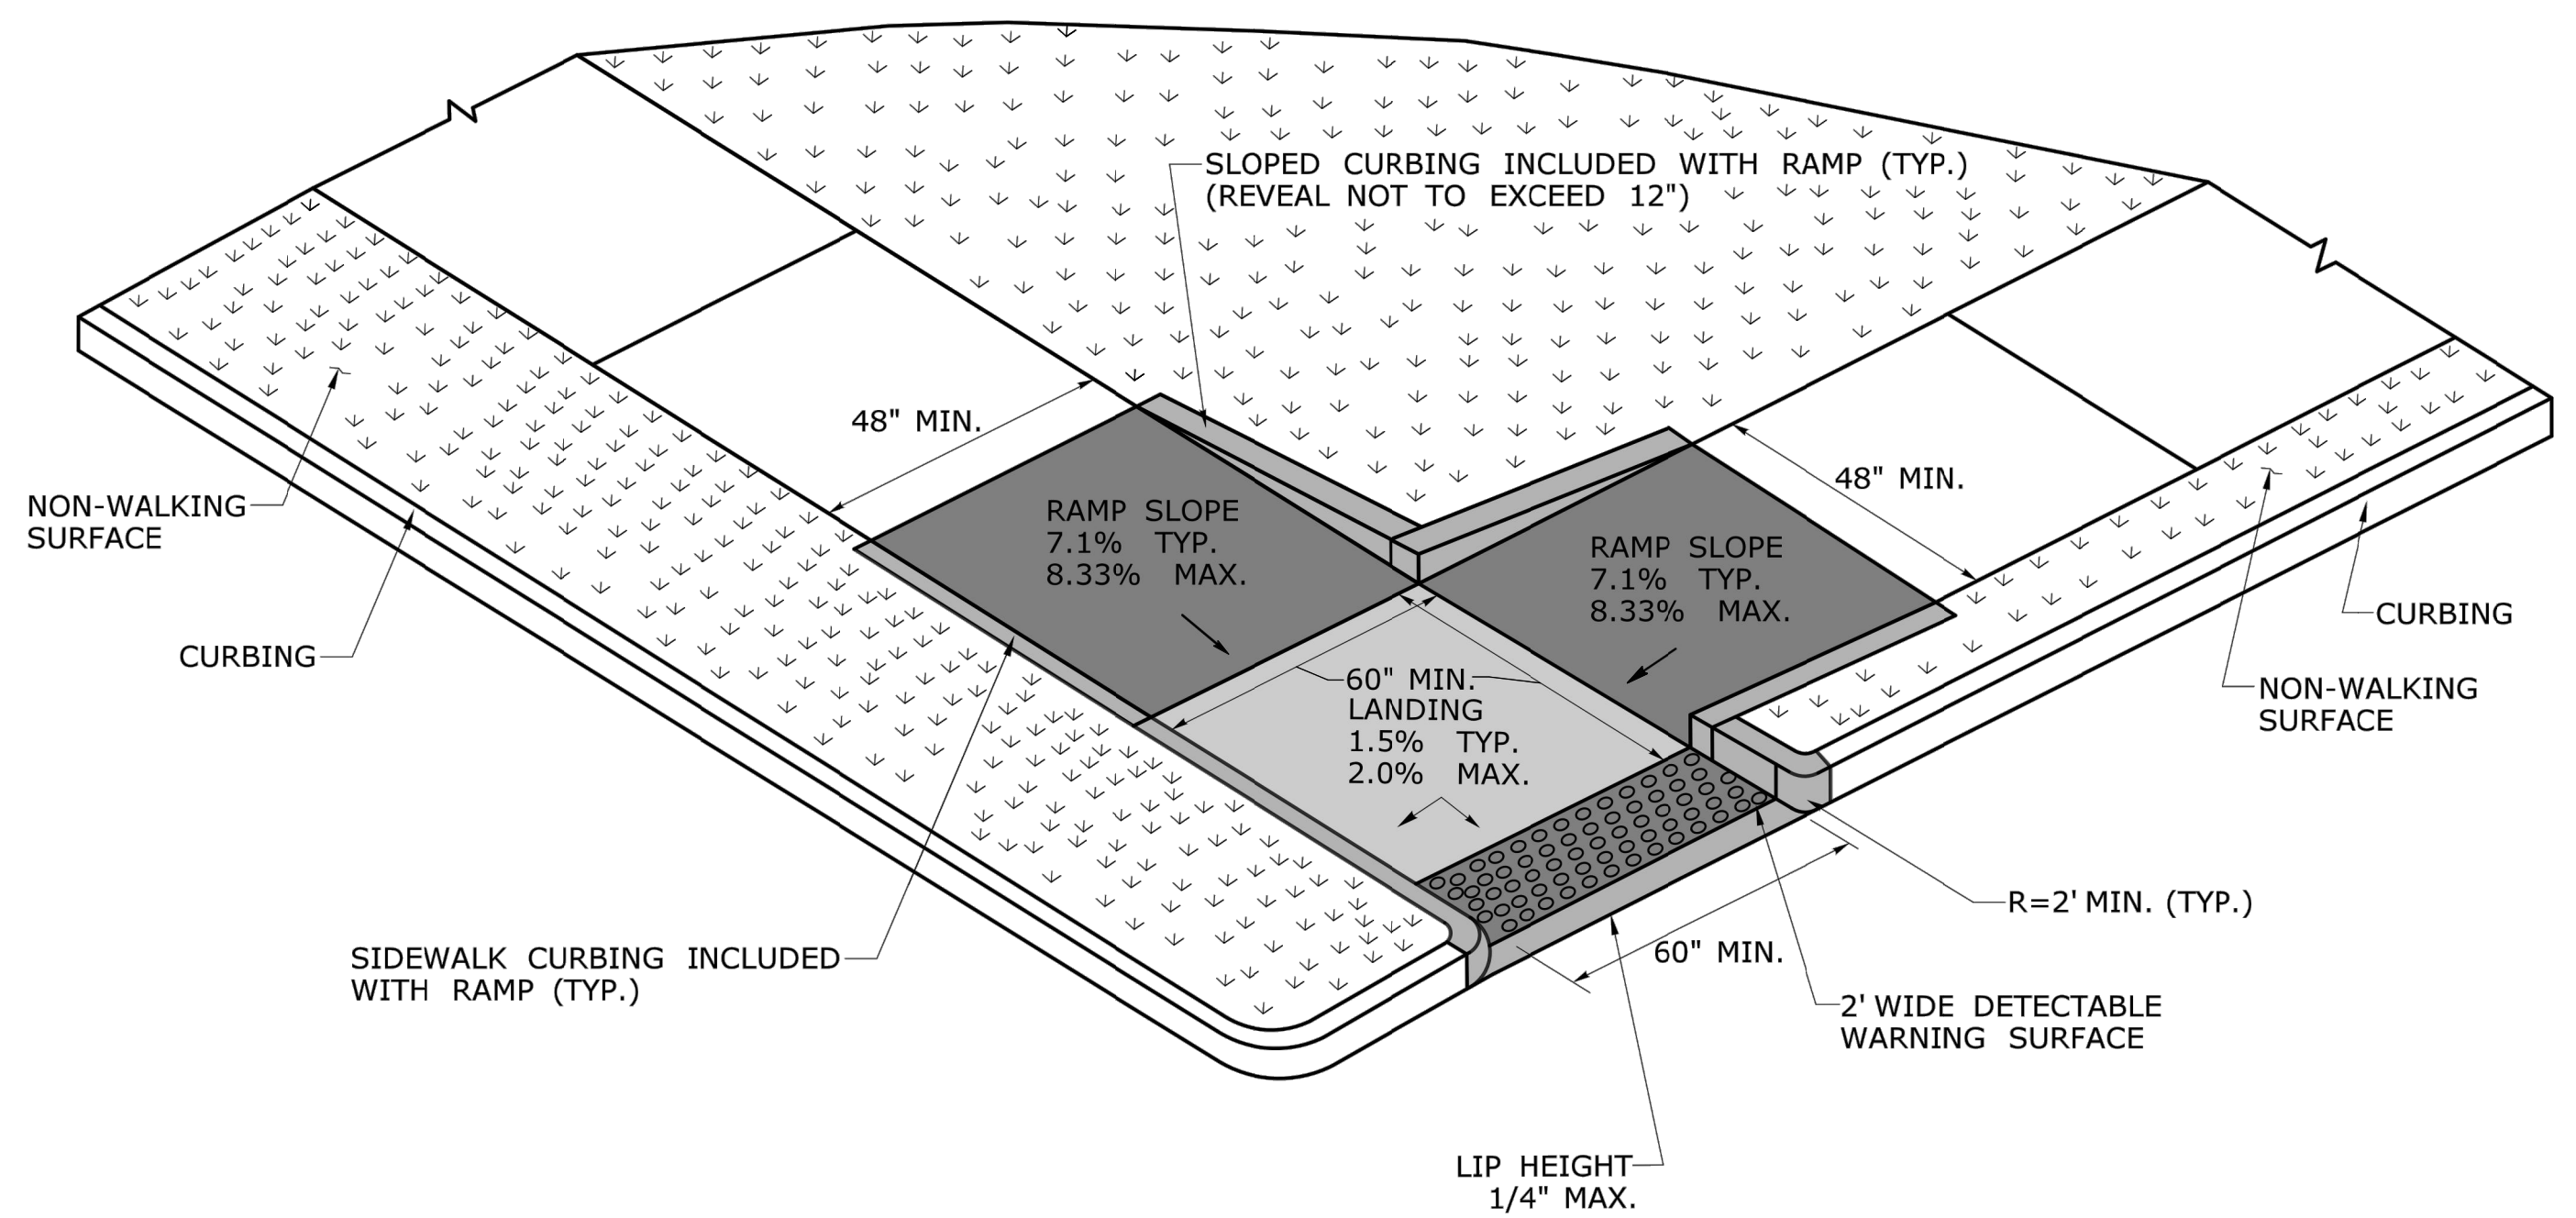 SLOPED CURBING INCLUDED WITH RAMP (TYP.)
(REVEAL NOT TO EXCEED 12")
48" MIN.
48" MIN.
NON-WALKING
SURFACE
RAMP SLOPE
7.1% TYP.
8.33% MAX.
RAMP SLOPE
7.1% TYP.
8.33% MAX.
CURBING
CURBING
60" MIN.
LANDING
1.5% TYP.
2.0% MAX.
NON-WALKING
SURFACE
R=2' MIN. (TYP.)
SIDEWALK CURBING INCLUDED
WITH RAMP (TYP.)
60" MIN.
2' WIDE DETECTABLE
WARNING SURFACE
LIP HEIGHT
1/4" MAX.